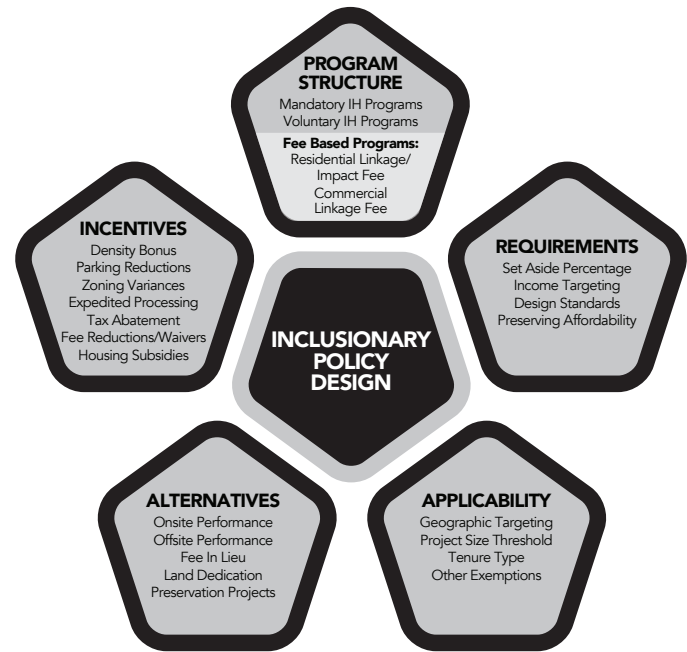 PROGRAM
STRUCTURE
Mandatory IH Programs
Voluntary IH Programs
Fee Based Programs:
Residential Linkage/
Impact Fee
Commercial
Linkage Fee
INCENTIVES
Density Bonus
Parking Reductions
Zoning Variances
Expedited Processing
Tax Abatement
Fee Reductions/Waivers
Housing Subsidies
REQUIREMENTS
Set Aside Percentage
Income Targeting
Design Standards
Preserving Affordability
INCLUSIONARY
POLICY
DESIGN
ALTERNATIVES
Onsite Performance
Offsite Performance
Fee In Lieu
Land Dedication
Preservation Projects
APPLICABILITY
Geographic Targeting
Project Size Threshold
Tenure Type
Other Exemptions